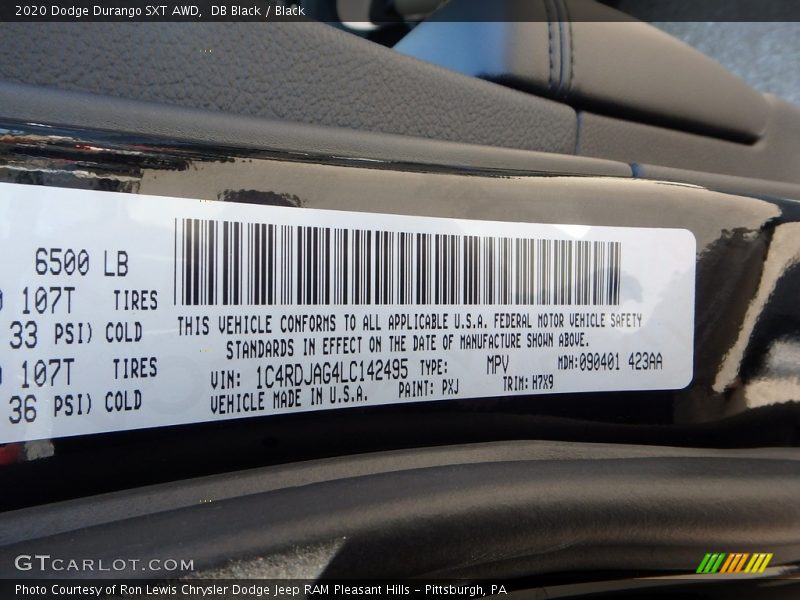 2020 Dodge Durango SXT AWD,  DB Black / Black
6500 LB
107T TIRES
33 PSI) COLD
107T TIRES
36 PSI) COLD
THIS VEHICLE CONFORMS TO ALL APPLICABLE U.S.A. FEDERAL MOTOR VEHICLE SAFETY
STANDARDS IN EFFECT ON THE DATE OF MANUFACTURE SHOWN ABOVE.
VIN: 1C4RDJAG4LC142495 TYPE: MPV MDH:090401 423AA
VEHICLE MADE IN U.S.A. PAINT: PXJ TRIM: H7X9
GTCARLOT.COM
Photo Courtesy of Ron Lewis Chrysler Dodge Jeep RAM Pleasant Hills - Pittsburgh, PA